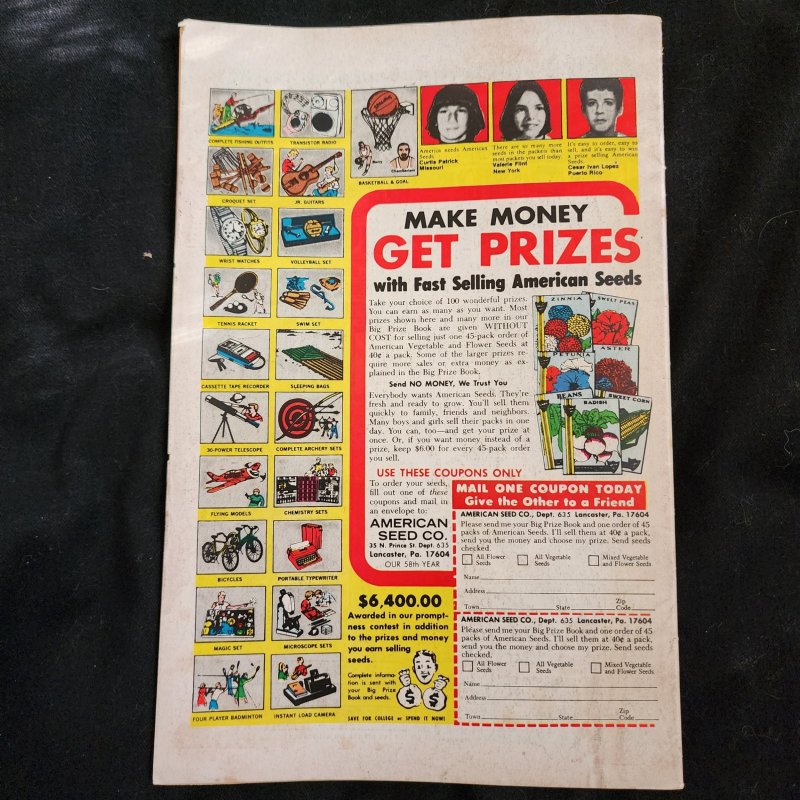 COMPLETE FISHING OUTFITS
TRANSISTOR RADIO
CROQUET SET
JR. GUITARS
WRIST WATCHES
VOLLEYBALL SET
TENNIS RACKET
SWIM SET
CASSETTE TAPE RECORDER
SLEEPING BAGS
30-POWER TELESCOPE
COMPLETE ARCHERY SETS
FLYING MODELS
CHEMISTRY SETS
BICYCLES
PORTABLE TYPEWRITER
MAGIC SET
MICROSCOPE SETS
FOUR PLAYER BADMINTON
INSTANT LOAD CAMERA
Barry
Chamberlain
BASKETBALL & GOAL
America needs American
Seeds.
Curtis Patrick
Missouri
There are so many more
seeds in the packets than
most packets you sell today.
Valerie Flint
New York
It's easy to order, easy to
sell, and it's easy to win
a prize selling American
Seeds.
Cesar Ivan Lopez
Puerto Rico
MAKE MONEY
GET PRIZES
with Fast Selling American Seeds
Take your choice of 100 wonderful prizes.
You can earn as many as you want. Most
prizes shown here and many more in our
Big Prize Book are given WITHOUT
COST for selling just one 45-pack order of
American Vegetable and Flower Seeds at
40¢ a pack. Some of the larger prizes re-
quire more sales or extra money as ex-
plained in the Big Prize Book.
Send NO MONEY, We Trust You
Everybody wants American Seeds. They're
fresh and ready to grow. You'll sell them
quickly to family, friends and neighbors.
Many boys and girls sell their packs in one
day. You can, too—and get your prize at
once. Or, if you want money instead of a
prize, keep $6.00 for every 45-pack order
you sell.
ZINNIA
SWEET PEAS
PETUNIA
ASTER
BEANS
RADISH
SWEET CORN
USE THESE COUPONS ONLY
To order your seeds,
fill out one of these
coupons and mail in
an envelope to:
AMERICAN
SEED CO.
35 N. Prince St. Dept. 635
Lancaster, Pa. 17604
OUR 58th YEAR
$6,400.00
Awarded in our prompt-
ness contest in addition
to the prizes and money
you earn selling
seeds.
Complete informa-
tion is sent with
your Big Prize
Book and seeds.
$
$
SAVE FOR COLLEGE or SPEND IT NOW!
MAIL ONE COUPON TODAY
Give the Other to a Friend
AMERICAN SEED CO., Dept. 635 Lancaster, Pa. 17604
Please send me your Big Prize Book and one order of 45
packs of American Seeds. I'll sell them at 40¢ a pack,
send you the money and choose my prize. Send seeds
checked.
All Flower
Seeds
All Vegetable
Seeds
Mixed Vegetable
and Flower Seeds
Name
Address
Town State Zip Code
AMERICAN SEED CO., Dept. 635 Lancaster, Pa. 17604
Please send me your Big Prize Book and one order of 45
packs of American Seeds. I'll sell them at 40¢ a pack,
send you the money and choose my prize. Send seeds
checked.
All Flower
Seeds
All Vegetable
Seeds
Mixed Vegetable
and Flower Seeds
Name
Address
Town State Zip Code